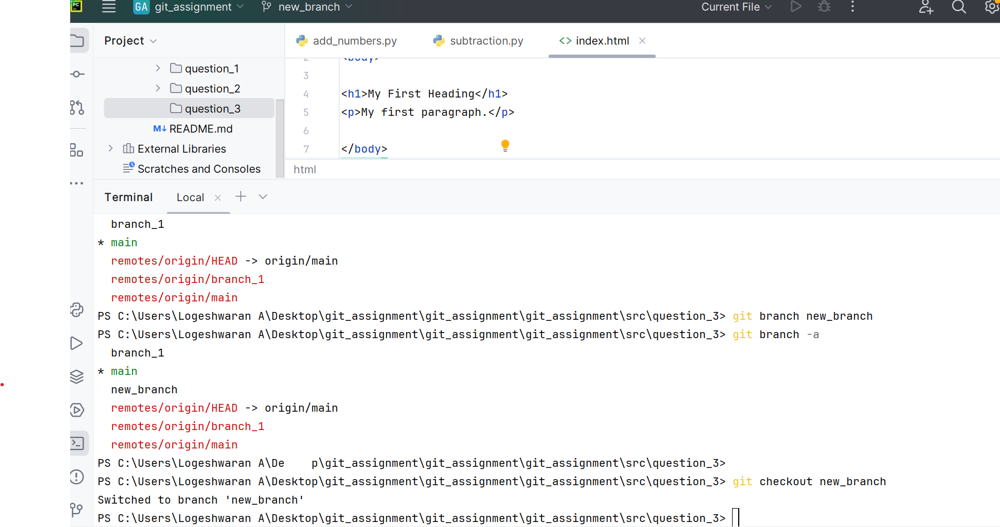 PC GA git_assignment new_branch Current File
Project
question_1
question_2
question_3
M↓ README.md
External Libraries
Scratches and Consoles
add_numbers.py subtraction.py <> index.html
2 <body>
3
4 <h1>My First Heading</h1>
5 <p>My first paragraph.</p>
6
7 </body>
html
Terminal Local
branch_1
* main
remotes/origin/HEAD -> origin/main
remotes/origin/branch_1
remotes/origin/main
PS C:\Users\Logeshwaran A\Desktop\git_assignment\git_assignment\git_assignment\src\question_3> git branch new_branch
PS C:\Users\Logeshwaran A\Desktop\git_assignment\git_assignment\git_assignment\src\question_3> git branch -a
branch_1
* main
new_branch
remotes/origin/HEAD -> origin/main
remotes/origin/branch_1
remotes/origin/main
PS C:\Users\Logeshwaran A\De    p\git_assignment\git_assignment\git_assignment\src\question_3>
PS C:\Users\Logeshwaran A\Desktop\git_assignment\git_assignment\git_assignment\src\question_3> git checkout new_branch
Switched to branch 'new_branch'
PS C:\Users\Logeshwaran A\Desktop\git_assignment\git_assignment\git_assignment\src\question_3>